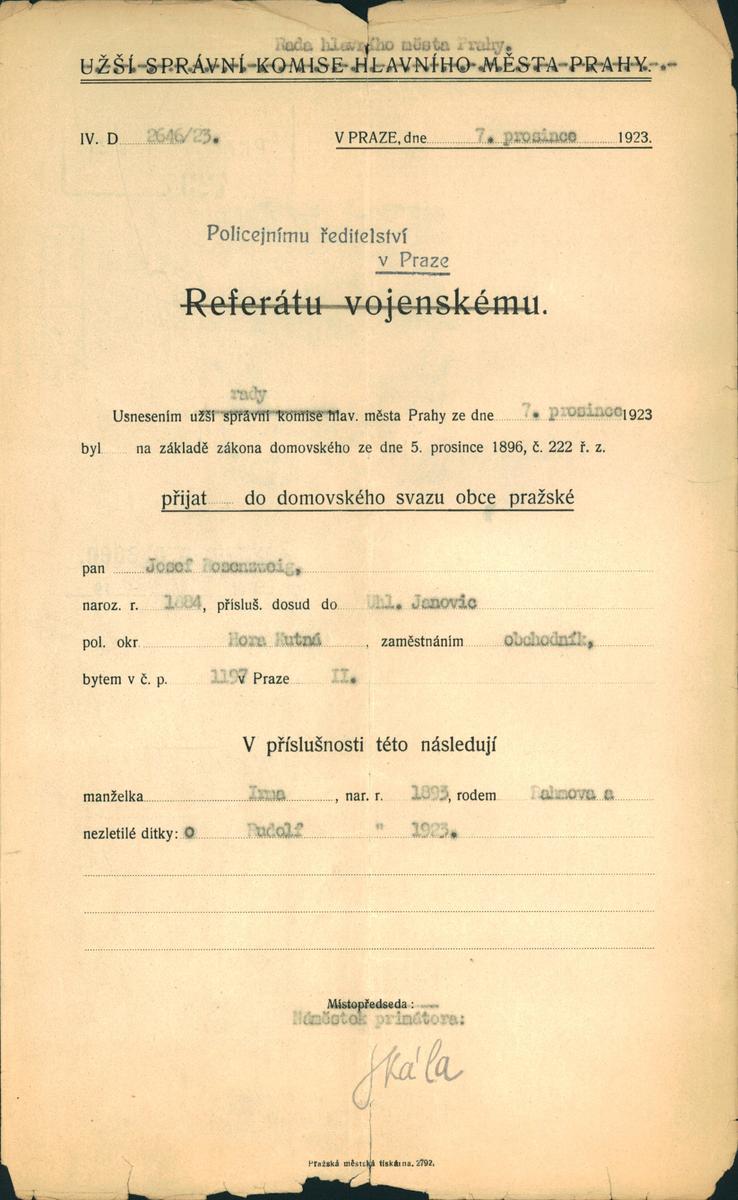 Rada hlavního města Prahy.
UŽŠÍ SPRÁVNÍ KOMISE HLAVNÍHO MĚSTA PRAHY.
IV. D 2646/23. V PRAZE, dne 7. prosince 1923.
Policejnímu ředitelství
v Praze
Referátu vojenskému.
rady
Usnesením užší správní komise hlav. města Prahy ze dne 7. prosince 1923
byl na základě zákona domovského ze dne 5. prosince 1896, č. 222 ř. z.
přijat do domovského svazu obce pražské
pan Josef Rosenzweig,
naroz. r. 1884, přísluš. dosud do Uhl. Janovic
pol. okr Hora Kutná, zaměstnáním obchodník,
bytem v č. p. 1197 v Praze II.
V příslušnosti této následují
manželka Irma, nar. r. 1893, rodem Rahmova a
nezletilé dítky: o Rudolf " 1923.
Místopředseda:
Náměstek primátora:
Skála
Pražská městská tiskárna. 2792.